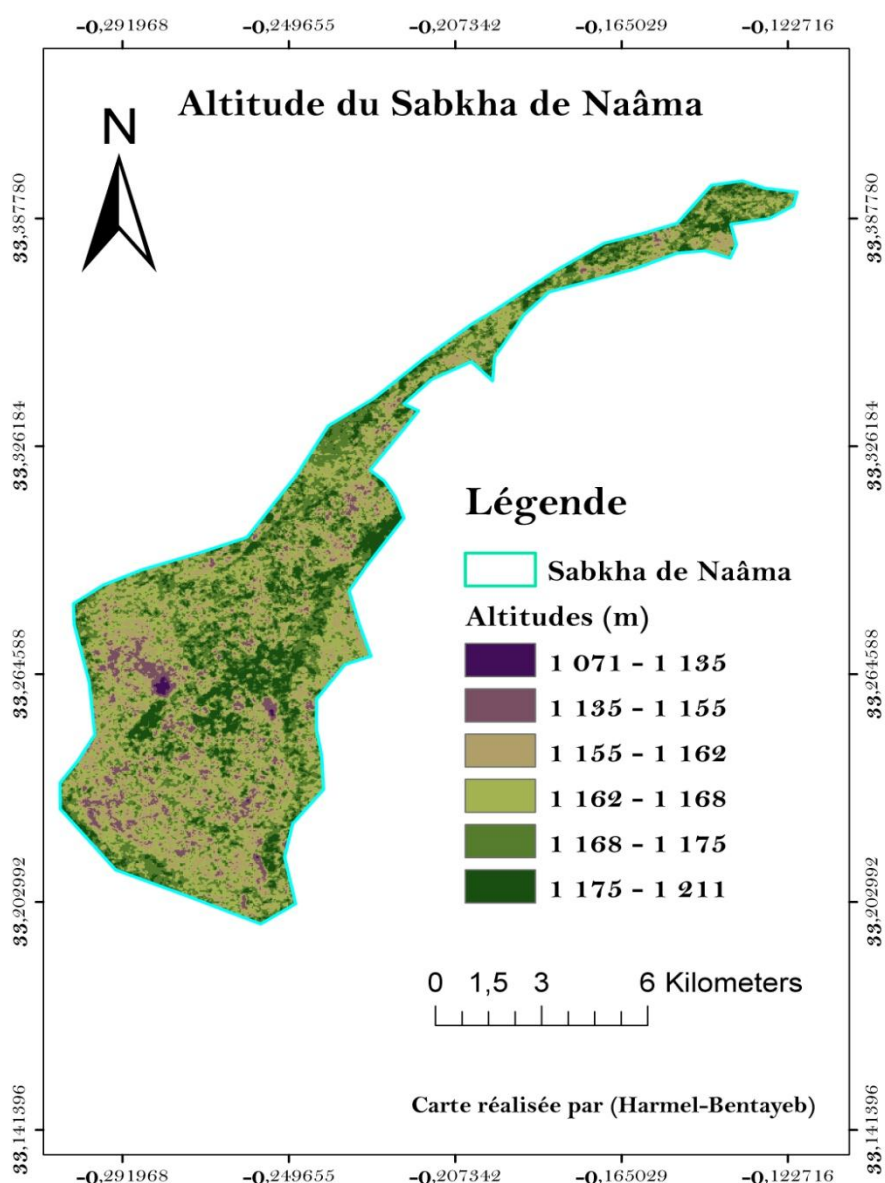 -0,291968 -0,249655 -0,207342 -0,165029 -0,122716
Altitude du Sabkha de Naâma
N
33,387780 33,387780
33,326184 33,326184
Légende
Sabkha de Naâma
Altitudes (m)
33,264588 33,264588
1 071 - 1 135
1 135 - 1 155
1 155 - 1 162
1 162 - 1 168
1 168 - 1 175
1 175 - 1 211
33,202992 33,202992
0 1,5 3 6 Kilometers
Carte réalisée par (Harmel-Bentayeb)
33,141396 33,141396
-0,291968 -0,249655 -0,207342 -0,165029 -0,122716